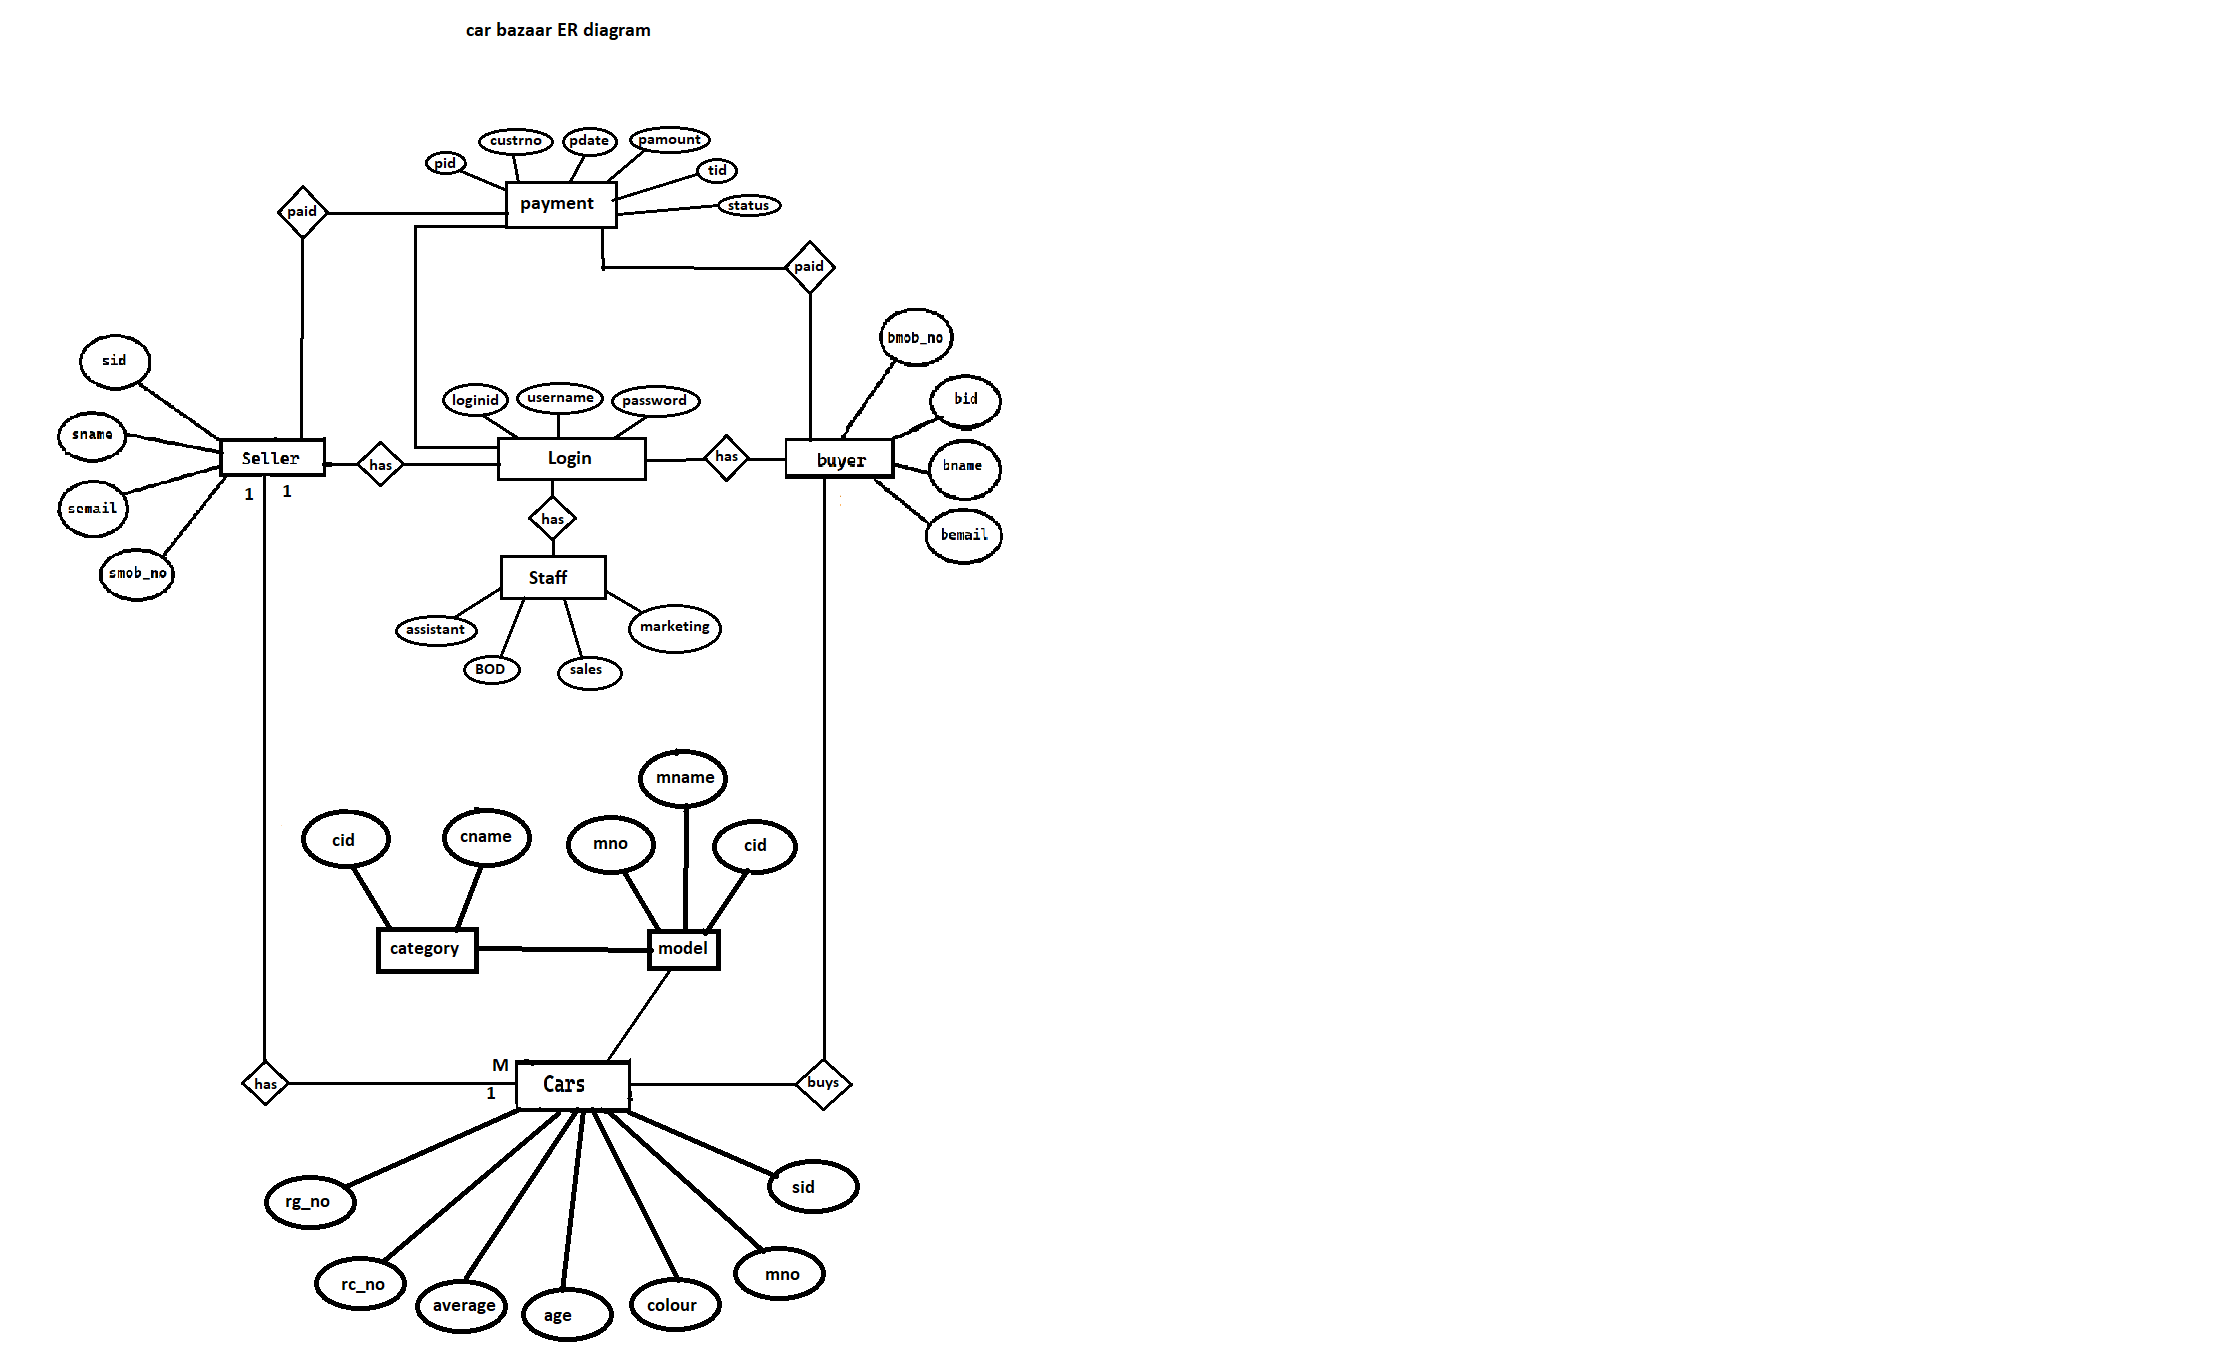 car bazaar ER diagram
custrno
pdate
pamount
pid
tid
payment
status
paid
paid
bmob_no
sid
loginid
username
password
bid
sname
Seller
has
Login
has
buyer
bname
1
1
semail
has
bemail
smob_no
Staff
assistant
marketing
BOD
sales
mname
cid
cname
mno
cid
category
model
M
has
1
Cars
buys
rg_no
sid
rc_no
average
age
colour
mno